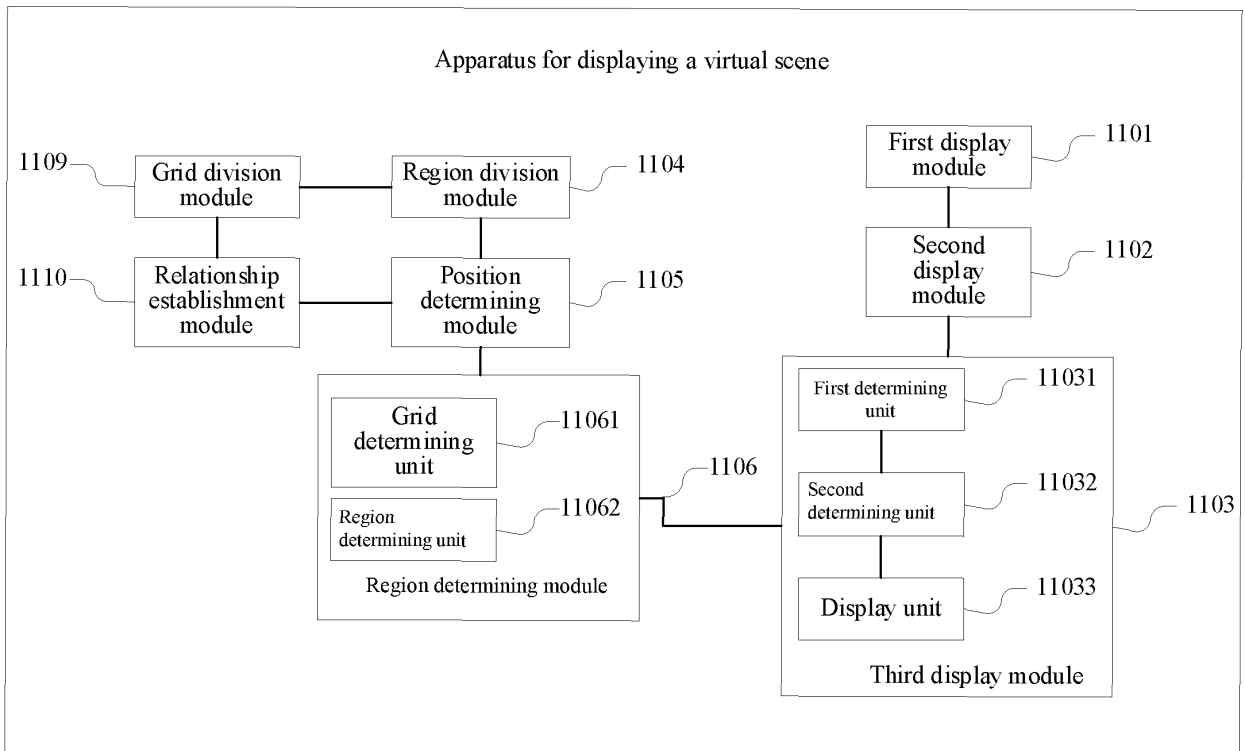 Apparatus for displaying a virtual scene
1109
Grid division
module
Region division
module
1104
First display
module
1101
1110
Relationship
establishment
module
Position
determining
module
1105
Second
display
module
1102
Grid
determining
unit
11061
Region
determining unit
11062
Region determining module
1106
First determining
unit
11031
Second
determining unit
11032
Display unit
11033
Third display module
1103